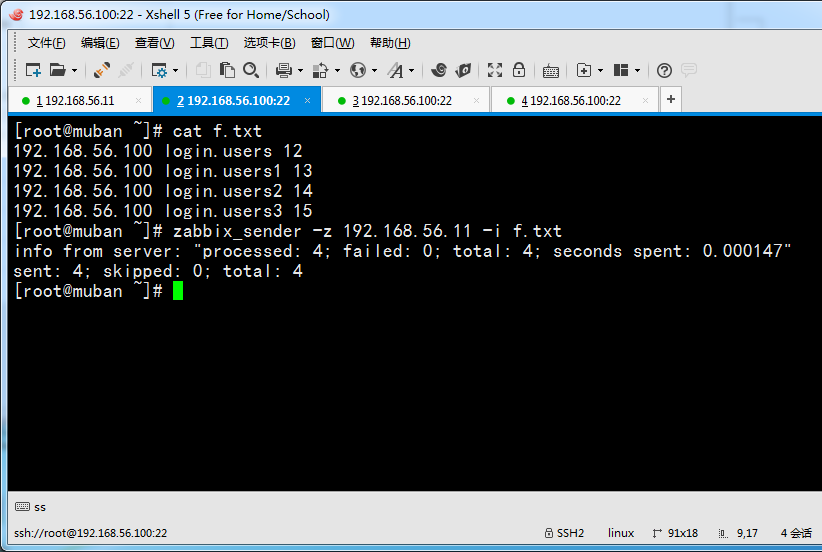 192.168.56.100:22 - Xshell 5 (Free for Home/School)
文件(F) 编辑(E) 查看(V) 工具(T) 选项卡(B) 窗口(W) 帮助(H)
1 192.168.56.11 × 2 192.168.56.100:22 × 3 192.168.56.100:22 × 4 192.168.56.100:22 × +
[root@muban ~]# cat f.txt
192.168.56.100 login.users 12
192.168.56.100 login.users1 13
192.168.56.100 login.users2 14
192.168.56.100 login.users3 15
[root@muban ~]# zabbix_sender -z 192.168.56.11 -i f.txt
info from server: "processed: 4; failed: 0; total: 4; seconds spent: 0.000147"
sent: 4; skipped: 0; total: 4
[root@muban ~]#
ss
ssh://root@192.168.56.100:22 SSH2 linux 91x18 9,17 4 会话